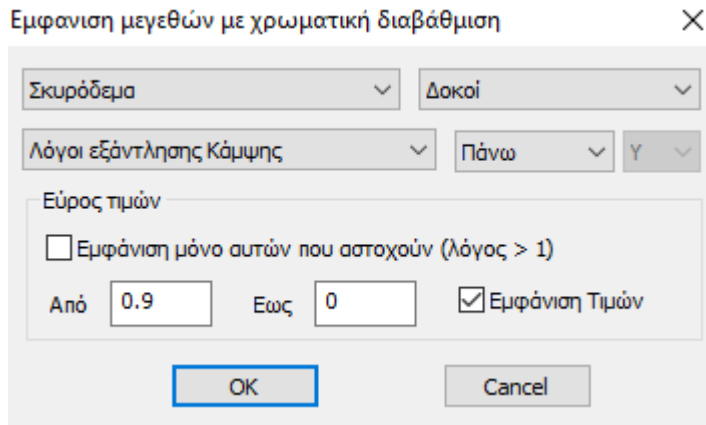 Εμφανιση μεγεθών με χρωματική διαβάθμιση
Σκυρόδεμα Δοκοί
Λόγοι εξάντλησης Κάμψης Πάνω Y
Εύρος τιμών
Εμφάνιση μόνο αυτών που αστοχούν (λόγος > 1)
Από 0.9 Εως 0 Εμφάνιση Τιμών
OK Cancel